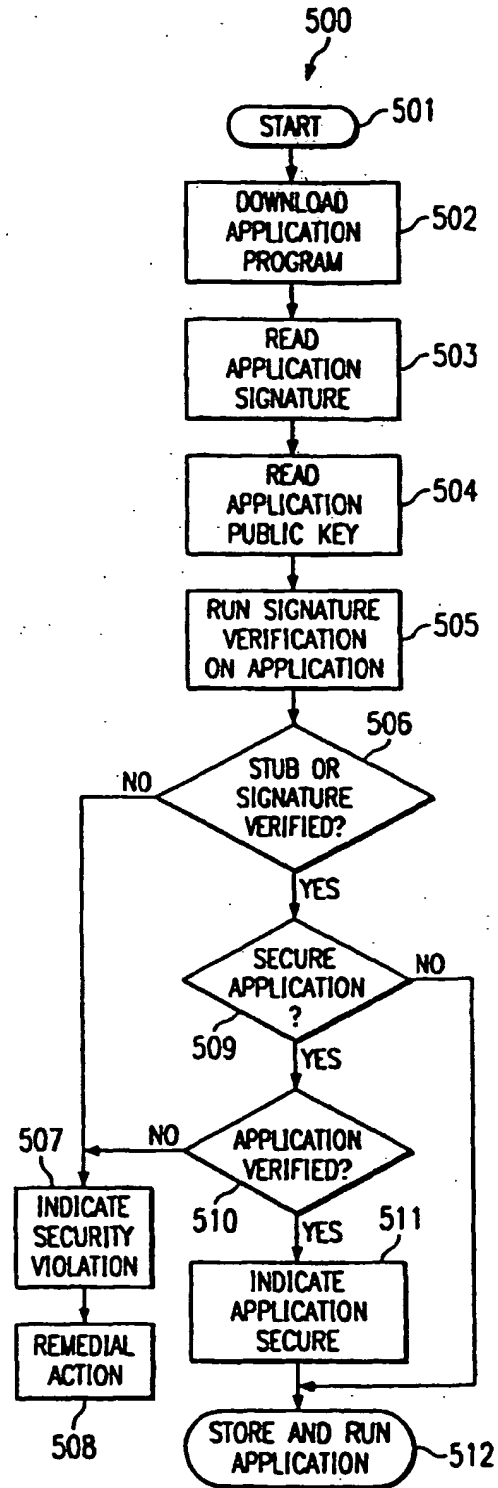 500
START
501
DOWNLOAD
APPLICATION
PROGRAM
502
READ
APPLICATION
SIGNATURE
503
READ
APPLICATION
PUBLIC KEY
504
RUN SIGNATURE
VERIFICATION
ON APPLICATION
505
506
STUB OR
SIGNATURE
VERIFIED?
NO
YES
SECURE
APPLICATION
?
NO
509
YES
507
NO
APPLICATION
VERIFIED?
510
YES
INDICATE
SECURITY
VIOLATION
511
INDICATE
APPLICATION
SECURE
REMEDIAL
ACTION
508
STORE AND RUN
APPLICATION
512